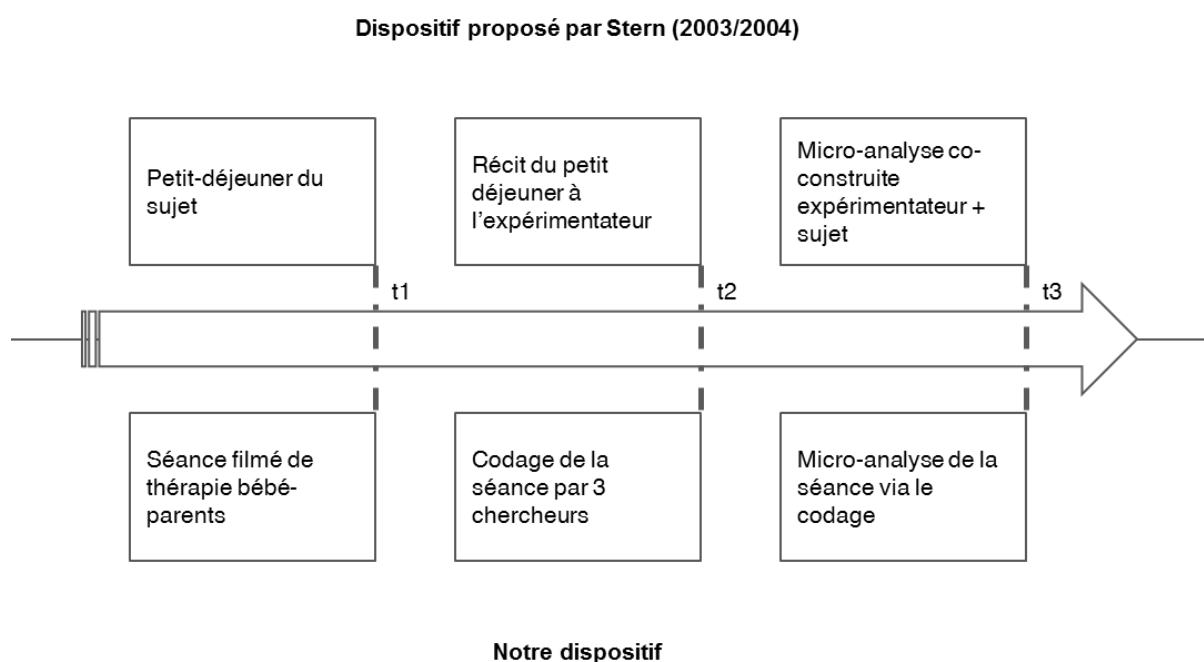 Dispositif proposé par Stern (2003/2004)
Petit-déjeuner du
sujet
Récit du petit
déjeuner à
l'expérimentateur
Micro-analyse co-
construite
expérimentateur +
sujet
t1
t2
t3
Séance filmé de
thérapie bébé-
parents
Codage de la
séance par 3
chercheurs
Micro-analyse de la
séance via le
codage
Notre dispositif